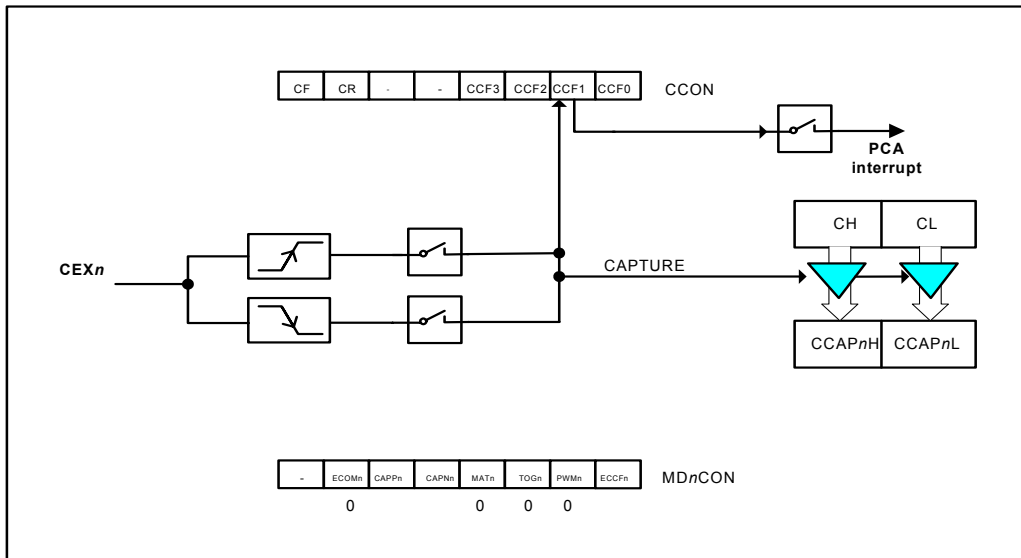 CF CR - - CCF3 CCF2 CCF1 CCF0 CCON
PCA
interrupt
CH CL
CEXn
CAPTURE
CCAPnH CCAPnL
- ECOMn CAPPn CAPNn MATn TOGn PWMn ECCFn MDnCON
0 0 0 0